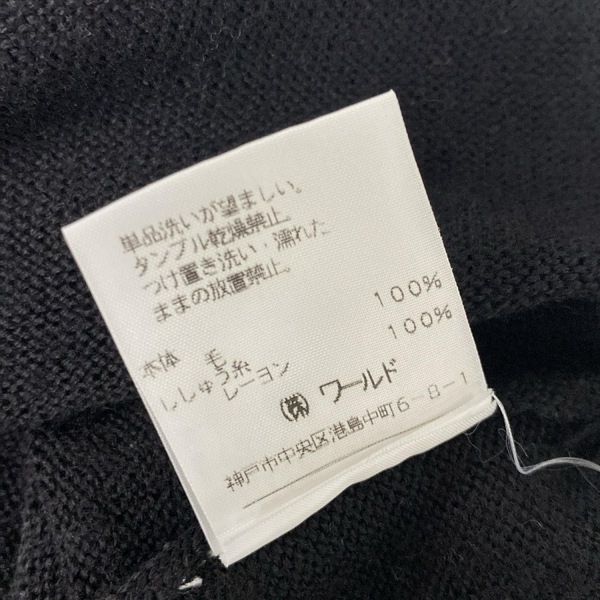 単品洗いが望ましい。
タンブル乾燥禁止。
つけ置き洗い・濡れた
ままの放置禁止。
本体 毛 100%
ししゅう糸
レーヨン 100%
(株) ワールド
神戸市中央区港島中町6-8-1